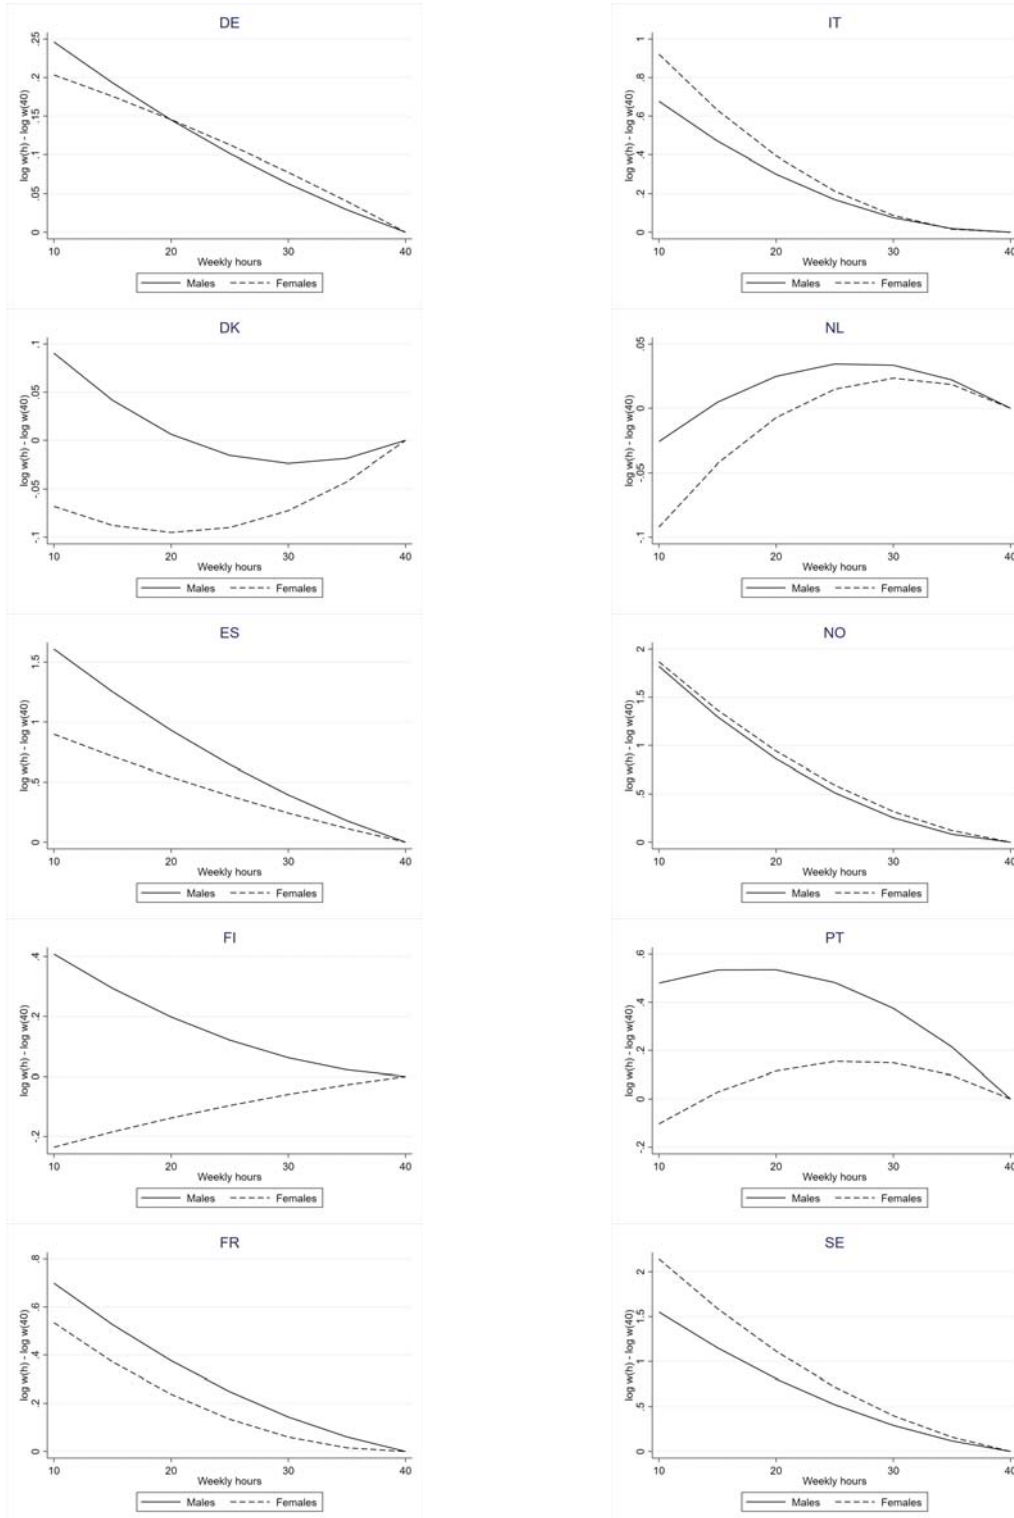 DE
log w(h) - log w(40)
0 .05 .1 .15 .2 .25
10 20 30 40
Weekly hours
Males Females
IT
log w(h) - log w(40)
0 .2 .4 .6 .8 1
10 20 30 40
Weekly hours
Males Females
DK
log w(h) - log w(40)
-.1 -.05 0 .05 .1
10 20 30 40
Weekly hours
Males Females
NL
log w(h) - log w(40)
-.1 -.05 0 .05
10 20 30 40
Weekly hours
Males Females
ES
log w(h) - log w(40)
0 .5 1 1.5
10 20 30 40
Weekly hours
Males Females
NO
log w(h) - log w(40)
0 .5 1 1.5 2
10 20 30 40
Weekly hours
Males Females
FI
log w(h) - log w(40)
-.2 0 .2 .4
10 20 30 40
Weekly hours
Males Females
PT
log w(h) - log w(40)
-.2 0 .2 .4 .6
10 20 30 40
Weekly hours
Males Females
FR
log w(h) - log w(40)
0 .2 .4 .6 .8
10 20 30 40
Weekly hours
Males Females
SE
log w(h) - log w(40)
0 .5 1 1.5 2
10 20 30 40
Weekly hours
Males Females